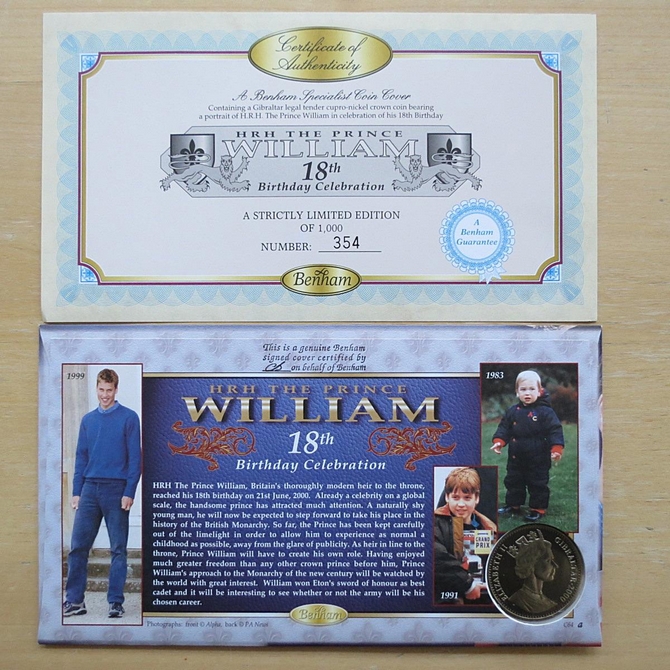 Certificate of
Authenticity
A Benham Specialist Coin Cover
Containing a Gibraltar legal tender cupro-nickel crown coin bearing
a portrait of H.R.H. The Prince William in celebration of his 18th Birthday
HRH THE PRINCE
WILLIAM
18th
Birthday Celebration
A STRICTLY LIMITED EDITION
OF 1,000
NUMBER: 354
A
Benham
Guarantee
Benham
This is a genuine Benham
signed cover certified by
on behalf of Benham
1999
1983
HRH THE PRINCE
WILLIAM
18th
Birthday Celebration
HRH The Prince William, Britain's thoroughly modern heir to the throne,
reached his 18th birthday on 21st June, 2000. Already a celebrity on a global
scale, the handsome prince has attracted much attention. A naturally shy
young man, he will now be expected to step forward to take his place in the
history of the British Monarchy. So far, the Prince has been kept carefully
out of the limelight in order to allow him to experience as normal a
childhood as possible, away from the glare of publicity. As heir in line to the
throne, Prince William will have to create his own role. Having enjoyed
much greater freedom than any other crown prince before him, Prince
William's approach to the Monarchy of the new century will be watched by
the world with great interest. William won Eton's sword of honour as best
cadet and it will be interesting to see whether or not the army will be his
chosen career.
GRAND
PRIX
1991
ELIZABETH II
GIBRALTAR · 2000
Benham
Photographs: front © Alpha, back © PA News
C84 a